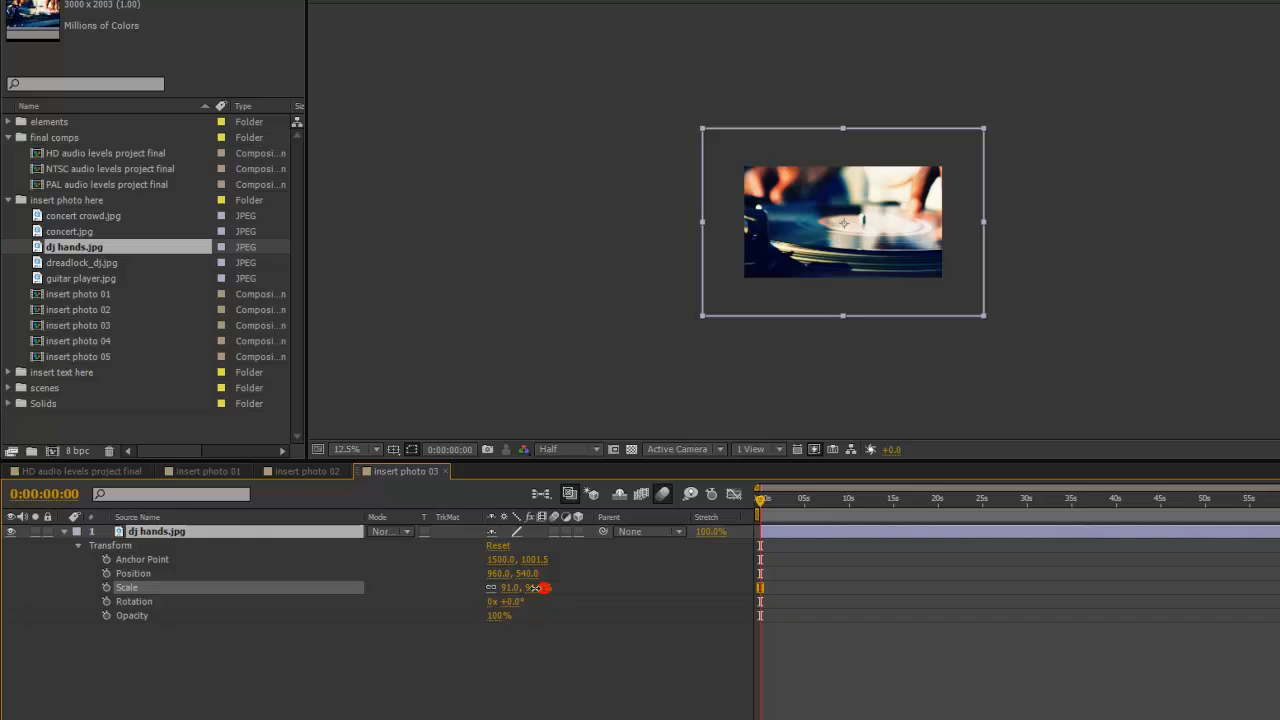 3000 x 2003 (1.00)
Millions of Colors
Name Type
elements Folder
final comps Folder
HD audio levels project final Composi...n
NTSC audio levels project final Composi...n
PAL audio levels project final Composi...n
insert photo here Folder
concert crowd.jpg JPEG
concert.jpg JPEG
dj hands.jpg JPEG
dreadlock_dj.jpg JPEG
guitar player.jpg JPEG
insert photo 01 Composi...n
insert photo 02 Composi...n
insert photo 03 Composi...n
insert photo 04 Composi...n
insert photo 05 Composi...n
insert text here Folder
scenes Folder
Solids Folder
8 bpc
12.5% 0:00:00:00 Half Active Camera 1 View +0.0
HD audio levels project final insert photo 01 insert photo 02 insert photo 03
0:00:00:00
05s 10s 15s 20s 25s 30s 35s 40s 45s 50s 55s
# Source Name Mode T TrkMat Parent Stretch
1 dj hands.jpg Nor... None 100.0%
Transform Reset
Anchor Point 1500.0, 1001.5
Position 960.0, 540.0
Scale 91.0,
Rotation 0x +0.0°
Opacity 100%